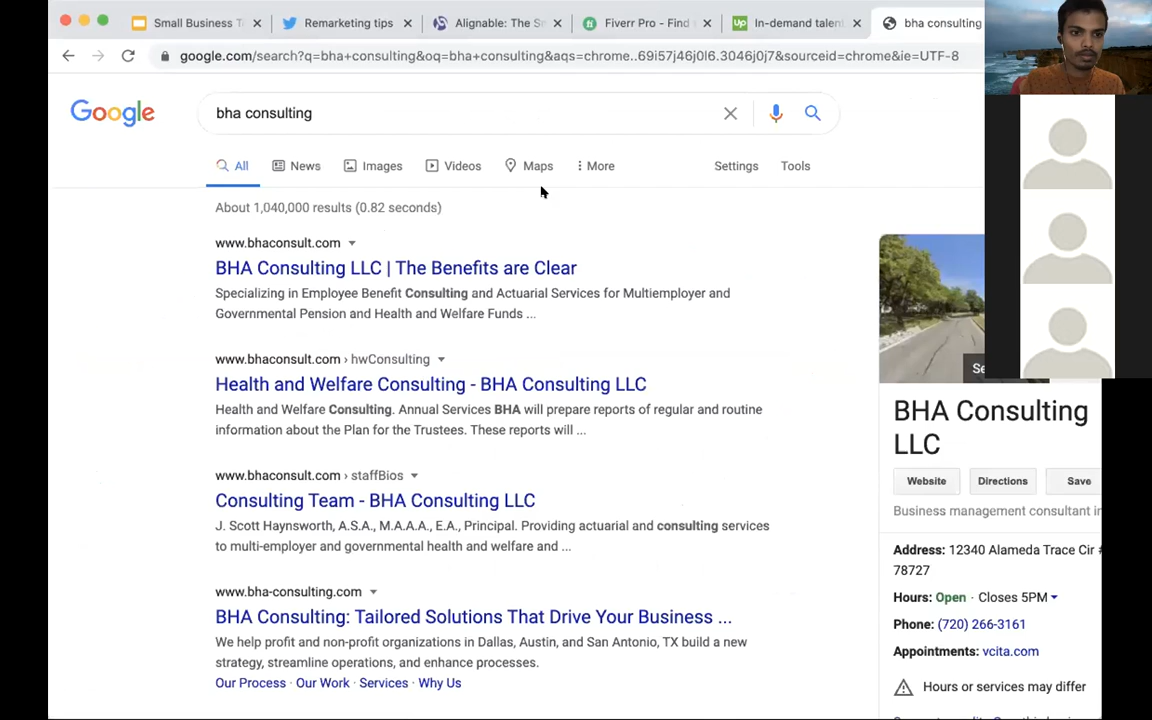 Small Business T
Remarketing tips
Alignable: The Sm
Fiverr Pro - Find
In-demand talent
bha consulting
google.com/search?q=bha+consulting&oq=bha+consulting&aqs=chrome..69i57j46j0l6.3046j0j7&sourceid=chrome&ie=UTF-8
Google
bha consulting
All
News
Images
Videos
Maps
More
Settings
Tools
About 1,040,000 results (0.82 seconds)
www.bhaconsult.com
BHA Consulting LLC | The Benefits are Clear
Specializing in Employee Benefit Consulting and Actuarial Services for Multiemployer and
Governmental Pension and Health and Welfare Funds ...
www.bhaconsult.com › hwConsulting
Health and Welfare Consulting - BHA Consulting LLC
Health and Welfare Consulting. Annual Services BHA will prepare reports of regular and routine
information about the Plan for the Trustees. These reports will ...
www.bhaconsult.com › staffBios
Consulting Team - BHA Consulting LLC
J. Scott Haynsworth, A.S.A., M.A.A.A., E.A., Principal. Providing actuarial and consulting services
to multi-employer and governmental health and welfare and ...
www.bha-consulting.com
BHA Consulting: Tailored Solutions That Drive Your Business ...
We help profit and non-profit organizations in Dallas, Austin, and San Antonio, TX build a new
strategy, streamline operations, and enhance processes.
Our Process · Our Work · Services · Why Us
Se
BHA Consulting
LLC
Website
Directions
Save
Business management consultant in
Address: 12340 Alameda Trace Cir #
78727
Hours: Open · Closes 5PM
Phone: (720) 266-3161
Appointments: vcita.com
Hours or services may differ